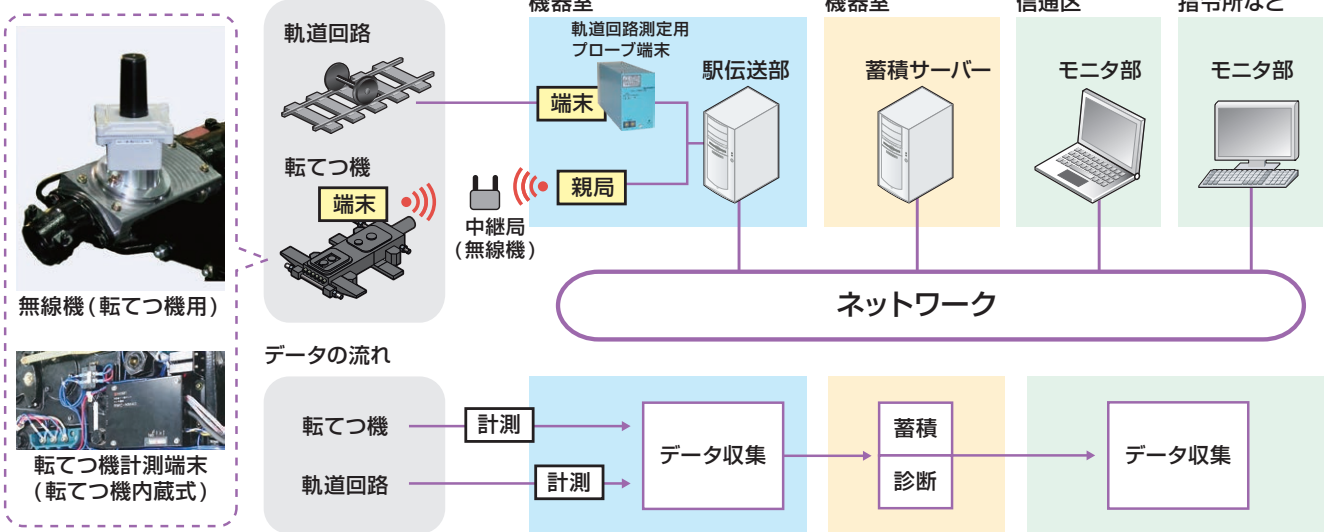 機器室
機器室
信通区
指令所など
軌道回路
軌道回路測定用
プローブ端末
駅伝送部
蓄積サーバー
モニタ部
モニタ部
端末
転てつ機
端末
親局
中継局
(無線機)
無線機(転てつ機用)
ネットワーク
転てつ機計測端末
(転てつ機内蔵式)
データの流れ
転てつ機
計測
軌道回路
計測
データ収集
蓄積
診断
データ収集